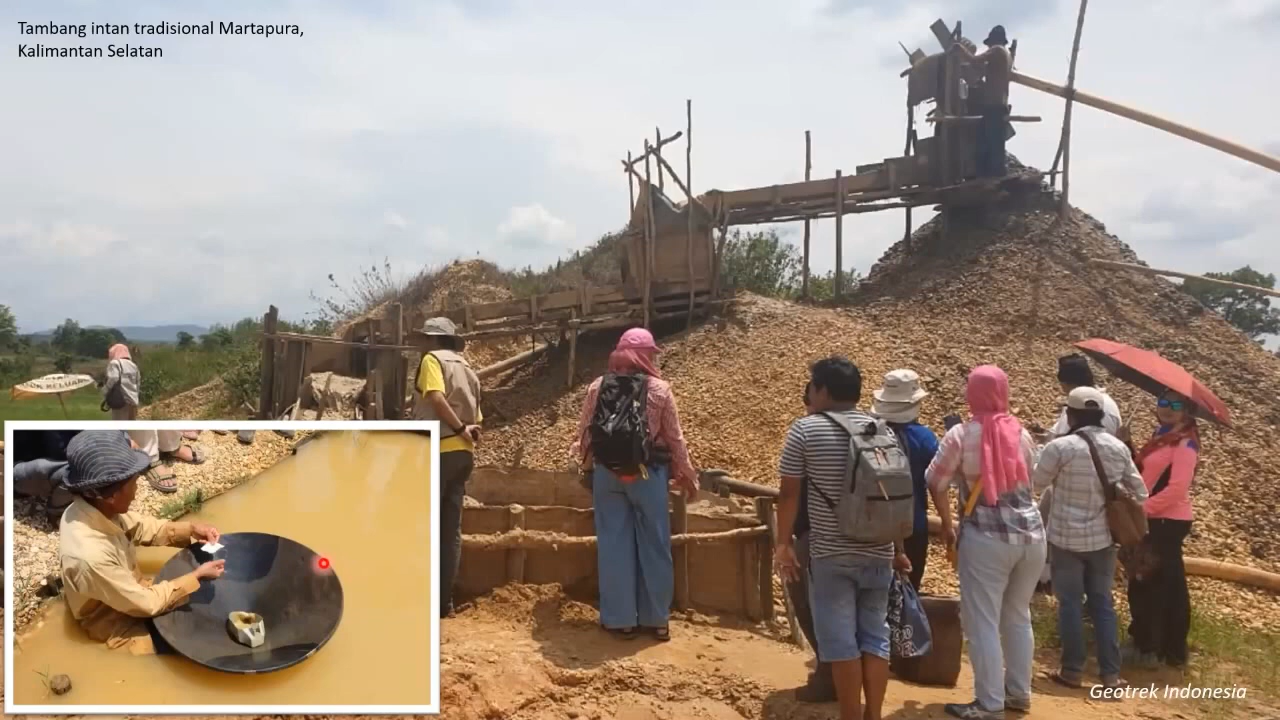 Tambang intan tradisional Martapura,
Kalimantan Selatan
Geotrek Indonesia